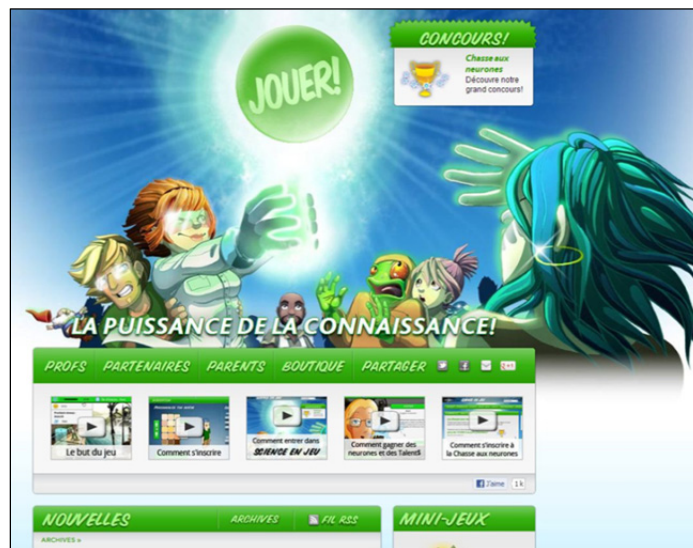 CONCOURS!
Chasse aux
neurones
Découvre notre
grand concours!
JOUER!
LA PUISSANCE DE LA CONNAISSANCE!
PROFS PARTENAIRES PARENTS BOUTIQUE PARTAGER
Le but du jeu
Comment s'inscrire
Comment entrer dans
SCIENCE EN JEU
Comment gagner des
neurones et des Talents
Comment s'inscrire à
la Chasse aux neurones
J'aime 1 k
NOUVELLES ARCHIVES FIL RSS MINI-JEUX
ARCHIVES »